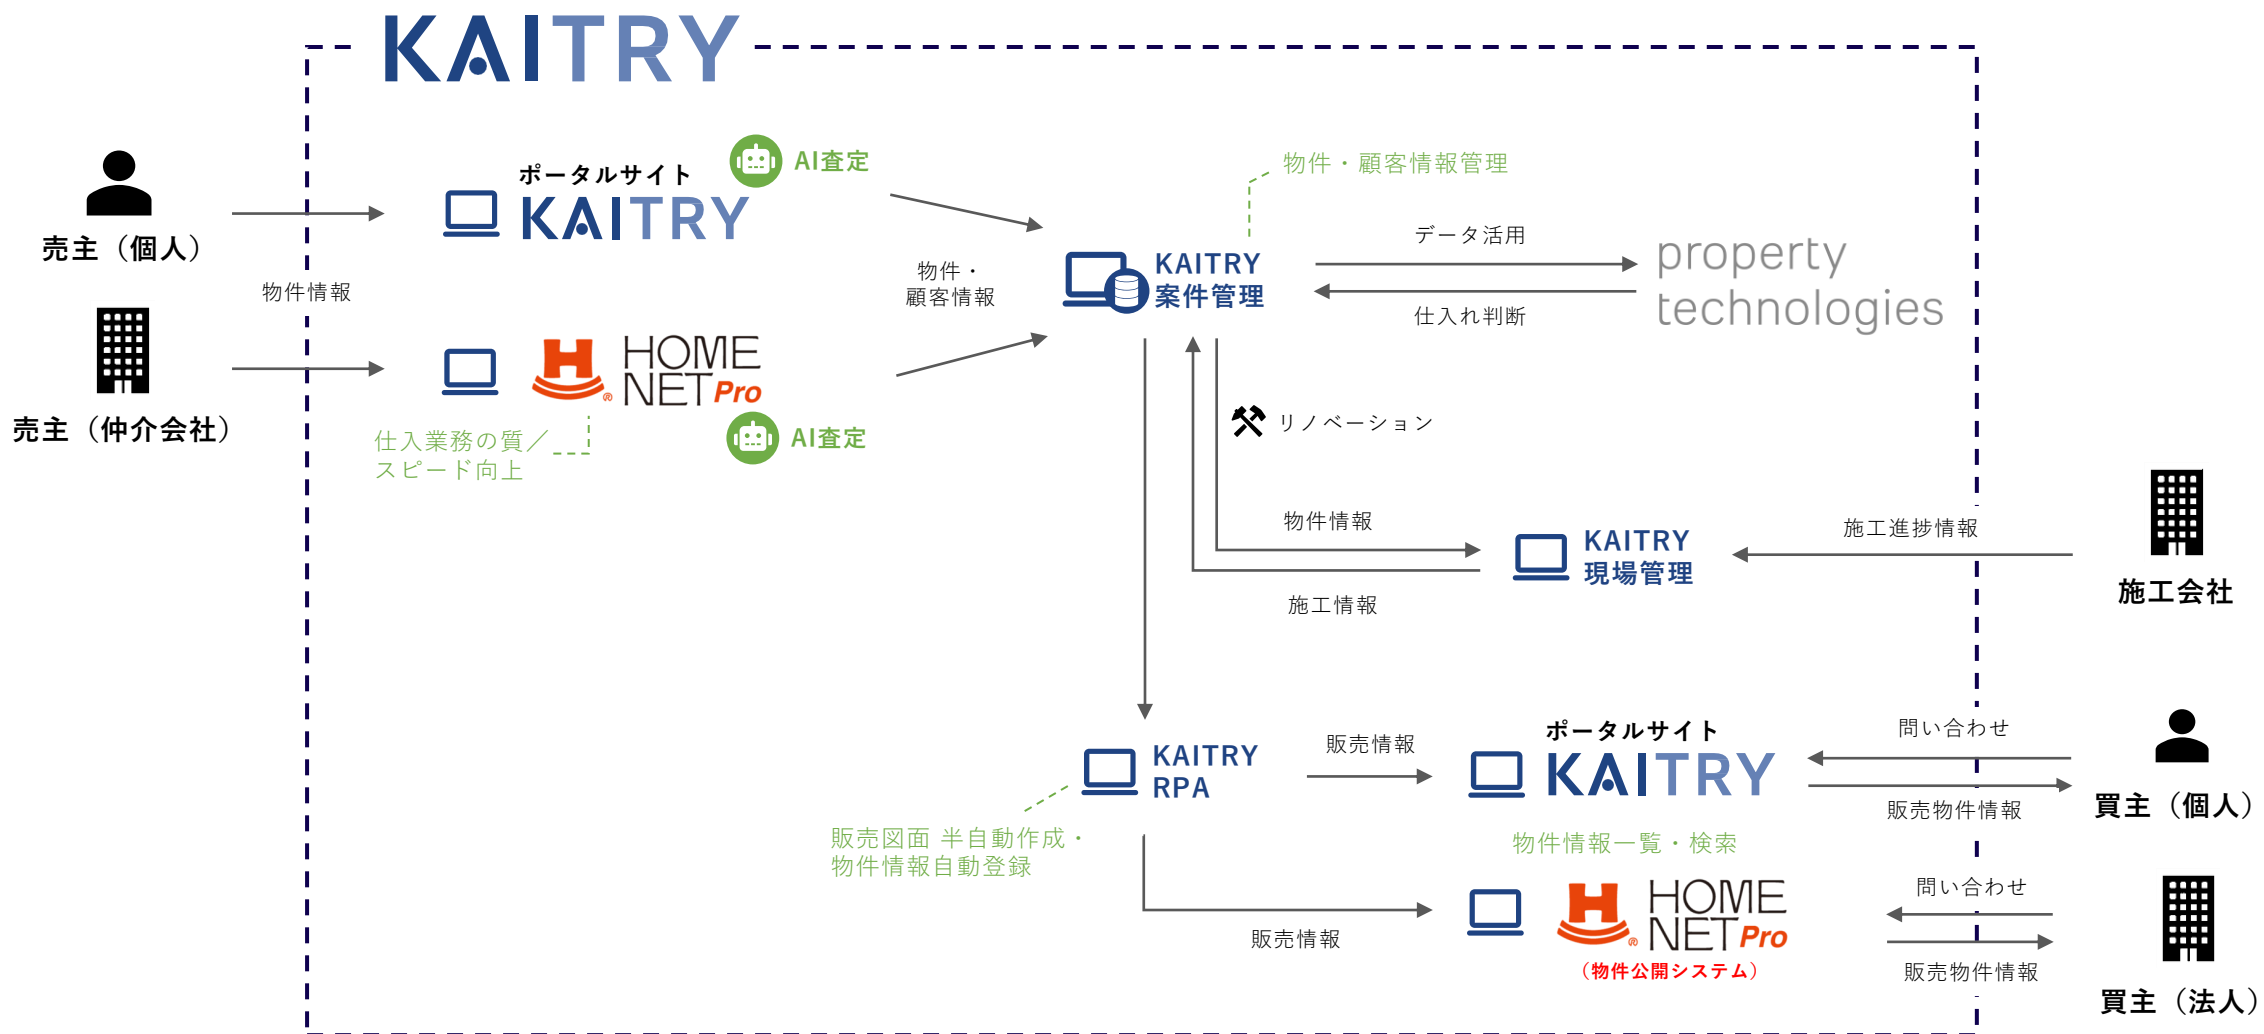 KAITRY
売主（個人）
物件情報
売主（仲介会社）
ポータルサイト
KAITRY
AI査定
HOME
NET Pro
®
AI査定
仕入業務の質／
スピード向上
物件・
顧客情報
物件・顧客情報管理
KAITRY
案件管理
データ活用
仕入れ判断
property
technologies
リノベーション
物件情報
施工情報
KAITRY
現場管理
施工進捗情報
施工会社
KAITRY
RPA
販売図面 半自動作成・
物件情報自動登録
販売情報
販売情報
ポータルサイト
KAITRY
物件情報一覧・検索
HOME
NET Pro
®
（物件公開システム）
問い合わせ
販売物件情報
買主（個人）
問い合わせ
販売物件情報
買主（法人）